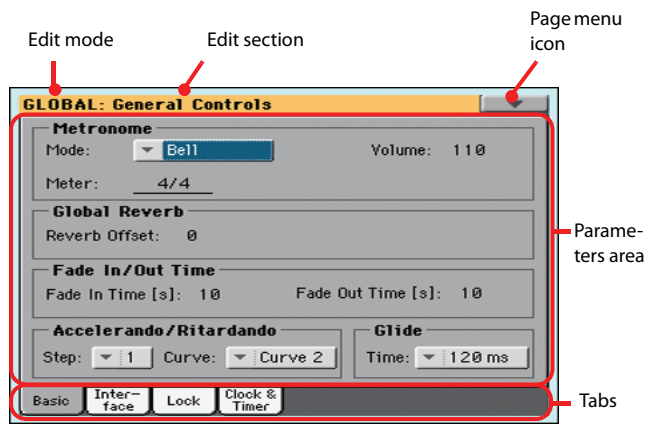 Page menu
icon
Edit mode
Edit section
GLOBAL: General Controls
Metronome
Mode: Bell Volume: 110
Meter: 4/4
Global Reverb
Reverb Offset: 0
Fade In/Out Time
Fade In Time [s]: 10 Fade Out Time [s]: 10
Accelerando/Ritardando Glide
Step: 1 Curve: Curve 2 Time: 120 ms
Parame-
ters area
Basic
Inter-
face
Lock
Clock &
Timer
Tabs